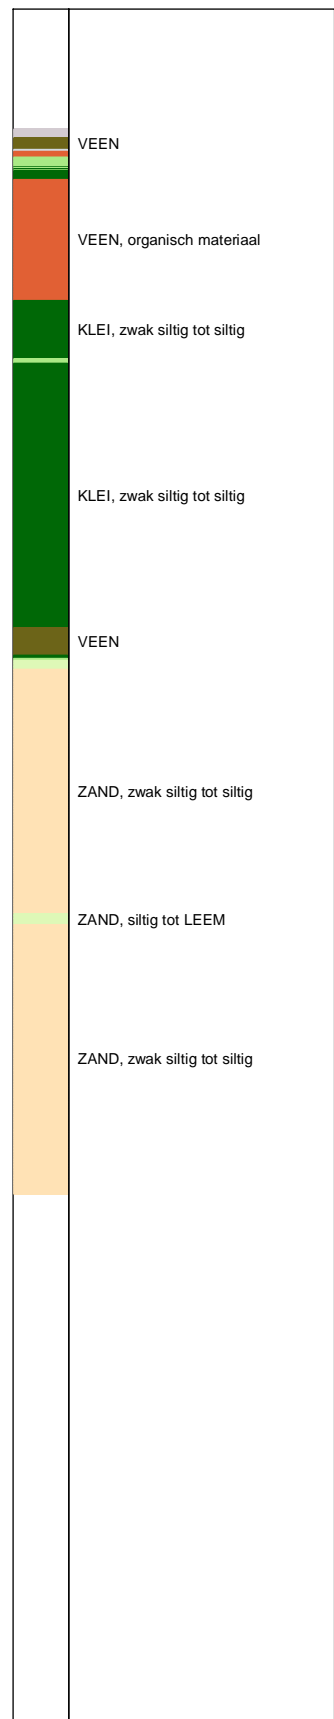 VEEN
VEEN, organisch materiaal
KLEI, zwak siltig tot siltig
KLEI, zwak siltig tot siltig
VEEN
ZAND, zwak siltig tot siltig
ZAND, siltig tot LEEM
ZAND, zwak siltig tot siltig